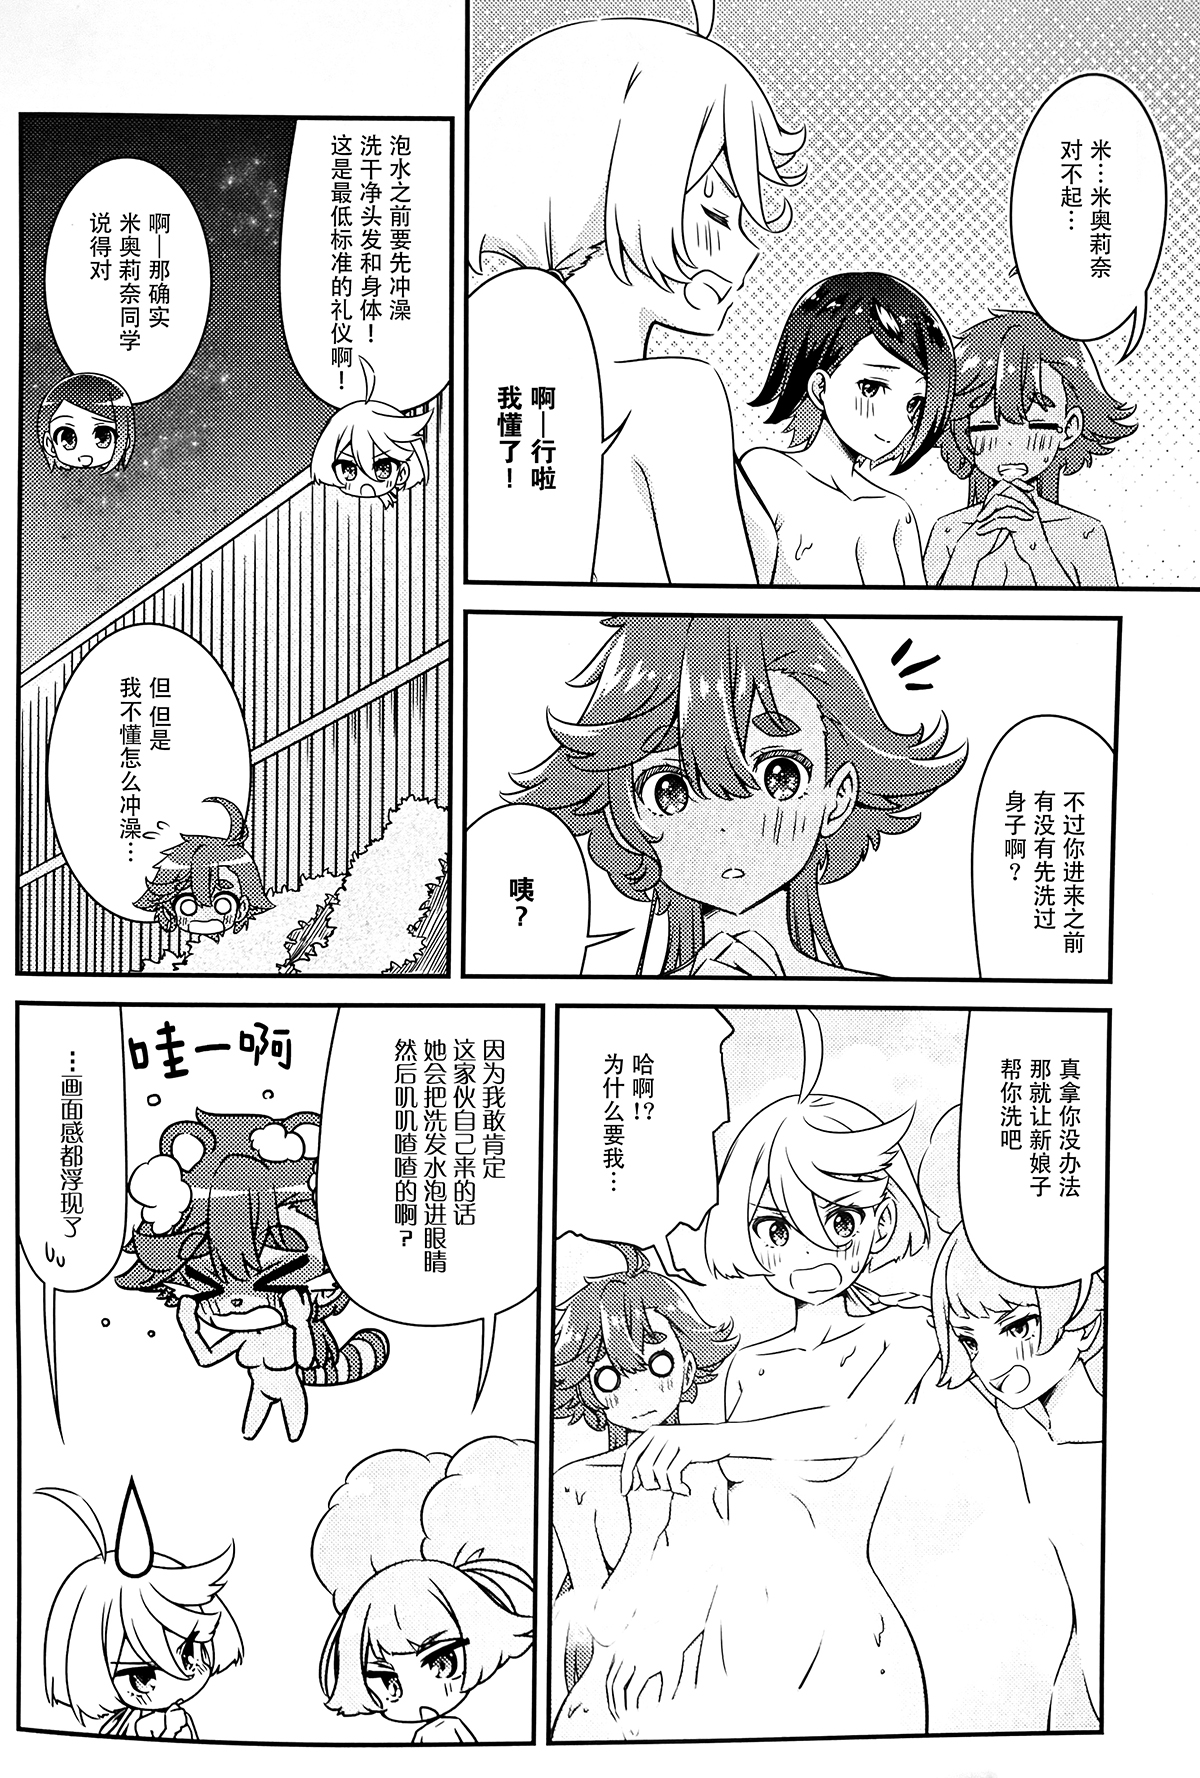 米…米奥莉奈
对不起…
啊—行啦
我懂了！
不过你进来之前
有没有先洗过
身子啊？
咦？
泡水之前要先冲澡
洗干净头发和身体！
这是最低标准的礼仪啊！
啊—那确实
米奥莉奈同学
说得对
但 但是
我不懂怎么冲澡…
真拿你没办法
那就让新娘子
帮你洗吧
哈啊!?
为什么要我…
因为我敢肯定
这家伙自己来的话
她会把洗发水泡进眼睛
然后叽叽喳喳的啊？
哇一啊
…画面感都浮现了